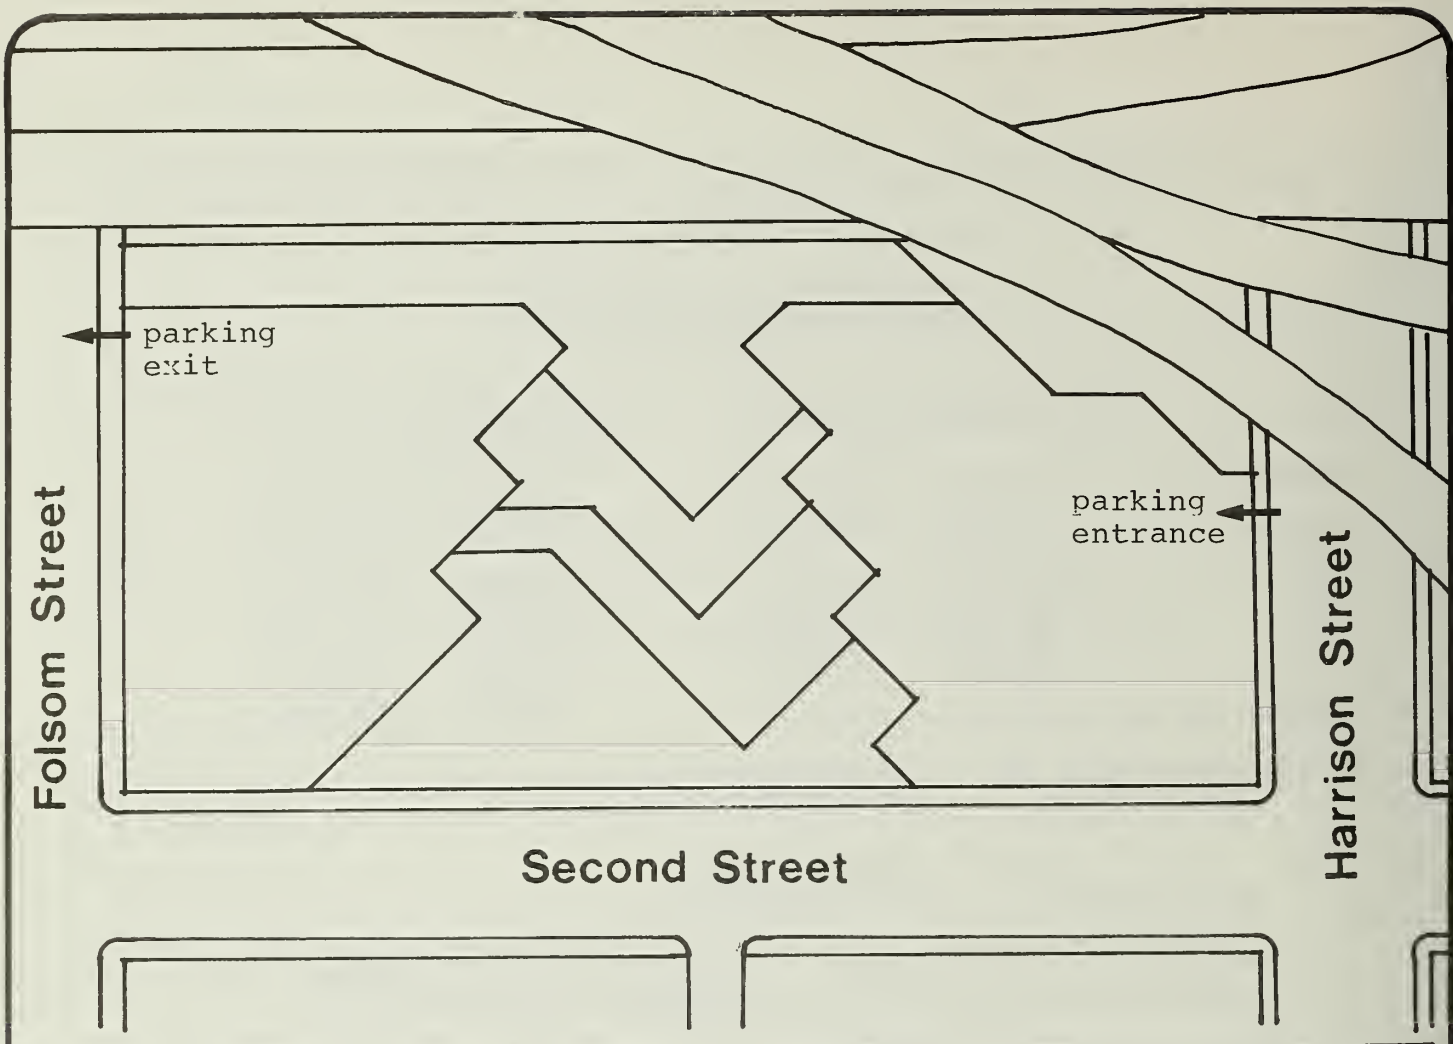 parking
exit
parking
entrance
Folsom Street
Harrison Street
Second Street